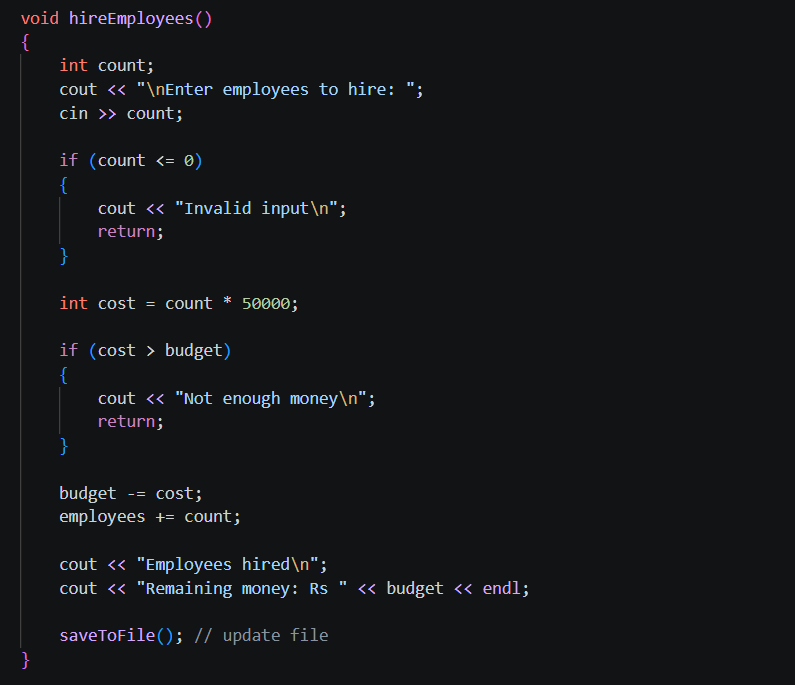 void hireEmployees()
{
    int count;
    cout << "\nEnter employees to hire: ";
    cin >> count;

    if (count <= 0)
    {
        cout << "Invalid input\n";
        return;
    }

    int cost = count * 50000;

    if (cost > budget)
    {
        cout << "Not enough money\n";
        return;
    }

    budget -= cost;
    employees += count;

    cout << "Employees hired\n";
    cout << "Remaining money: Rs " << budget << endl;

    saveToFile(); // update file
}